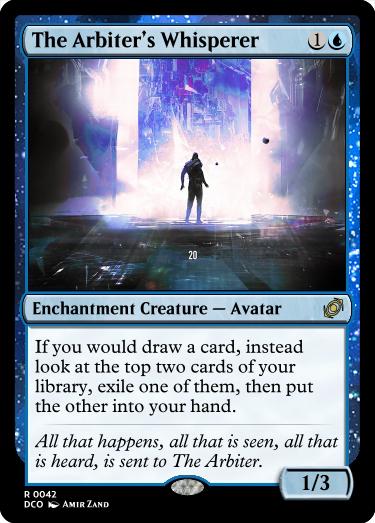 The Arbiter's Whisperer 1
20
Enchantment Creature — Avatar
If you would draw a card, instead
look at the top two cards of your
library, exile one of them, then put
the other into your hand.
All that happens, all that is seen, all that
is heard, is sent to The Arbiter.
1/3
R 0042
DCO Amir Zand